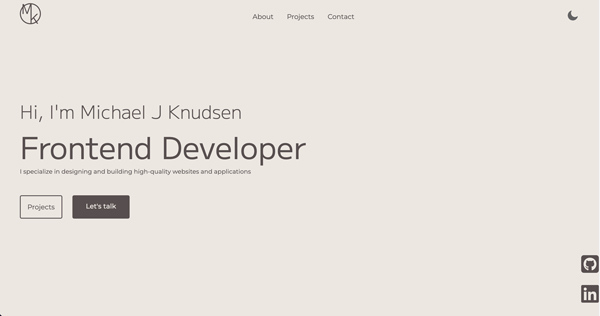 MK
About Projects Contact
Hi, I'm Michael J Knudsen
Frontend Developer
I specialize in designing and building high-quality websites and applications
Projects Let's talk
in